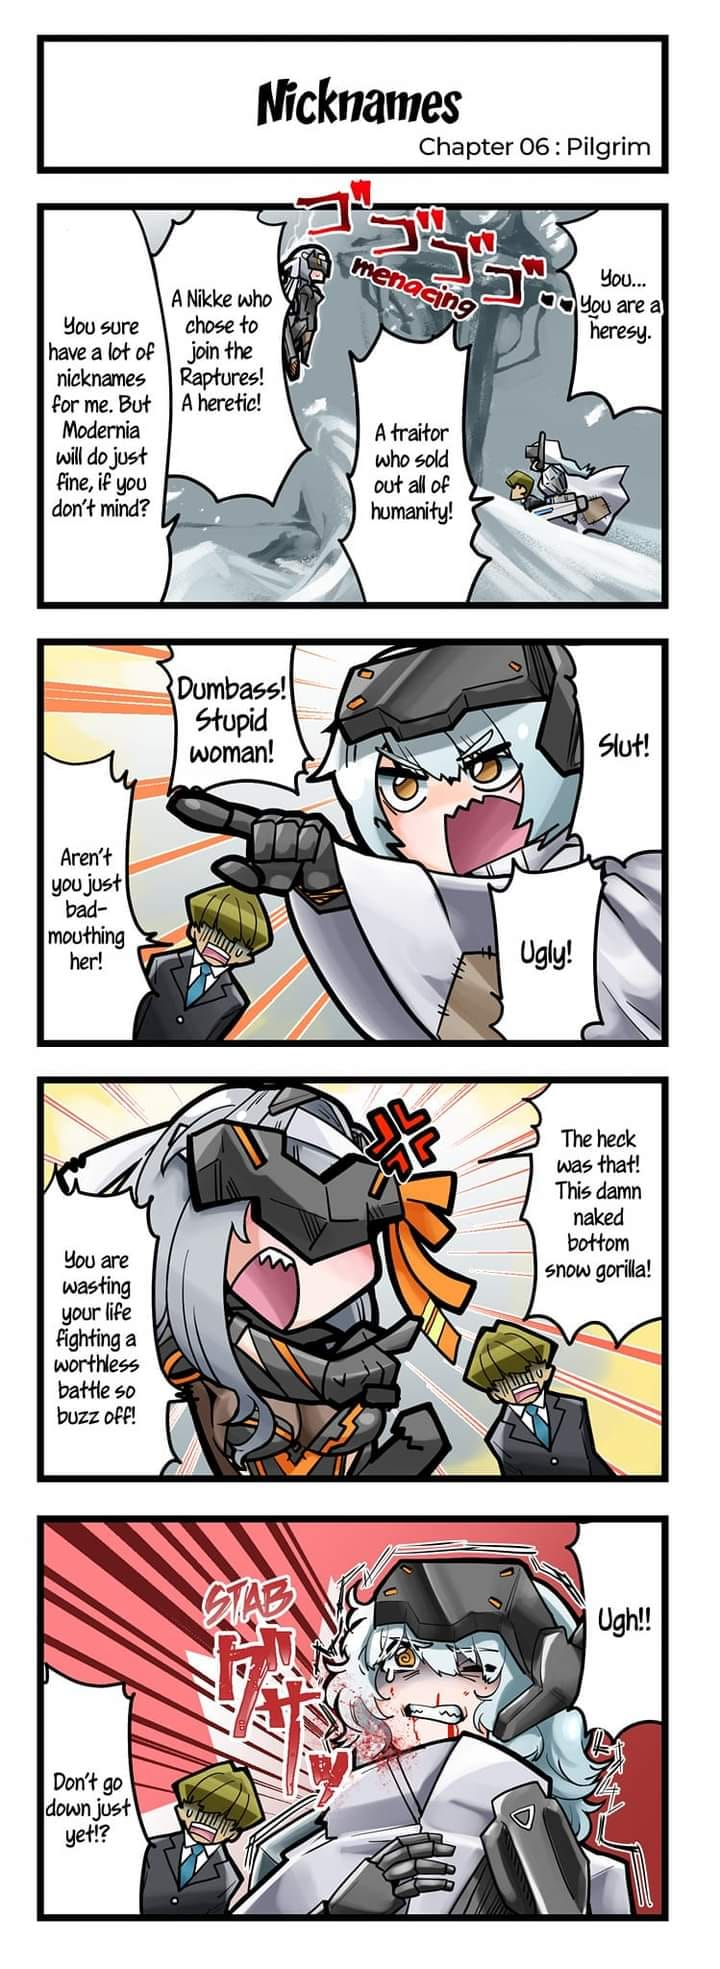 Nicknames
Chapter 06 : Pilgrim
You...
You are a
heresy.
ゴゴゴゴ・・
menacing
A traitor
who sold
out all of
humanity!
A Nikke who
chose to
join the
Raptures!
A heretic!
You sure
have a lot of
nicknames
for me. But
Modernia
will do just
fine, if you
don't mind?
Slut!
Ugly!
Dumbass!
Stupid
woman!
Aren't
you just
bad-
mouthing
her!
The heck
was that!
This damn
naked
bottom
snow gorilla!
You are
wasting
your life
fighting a
worthless
battle so
buzz off!
Ugh!!
STAB
グサッ
Don't go
down just
yet!?